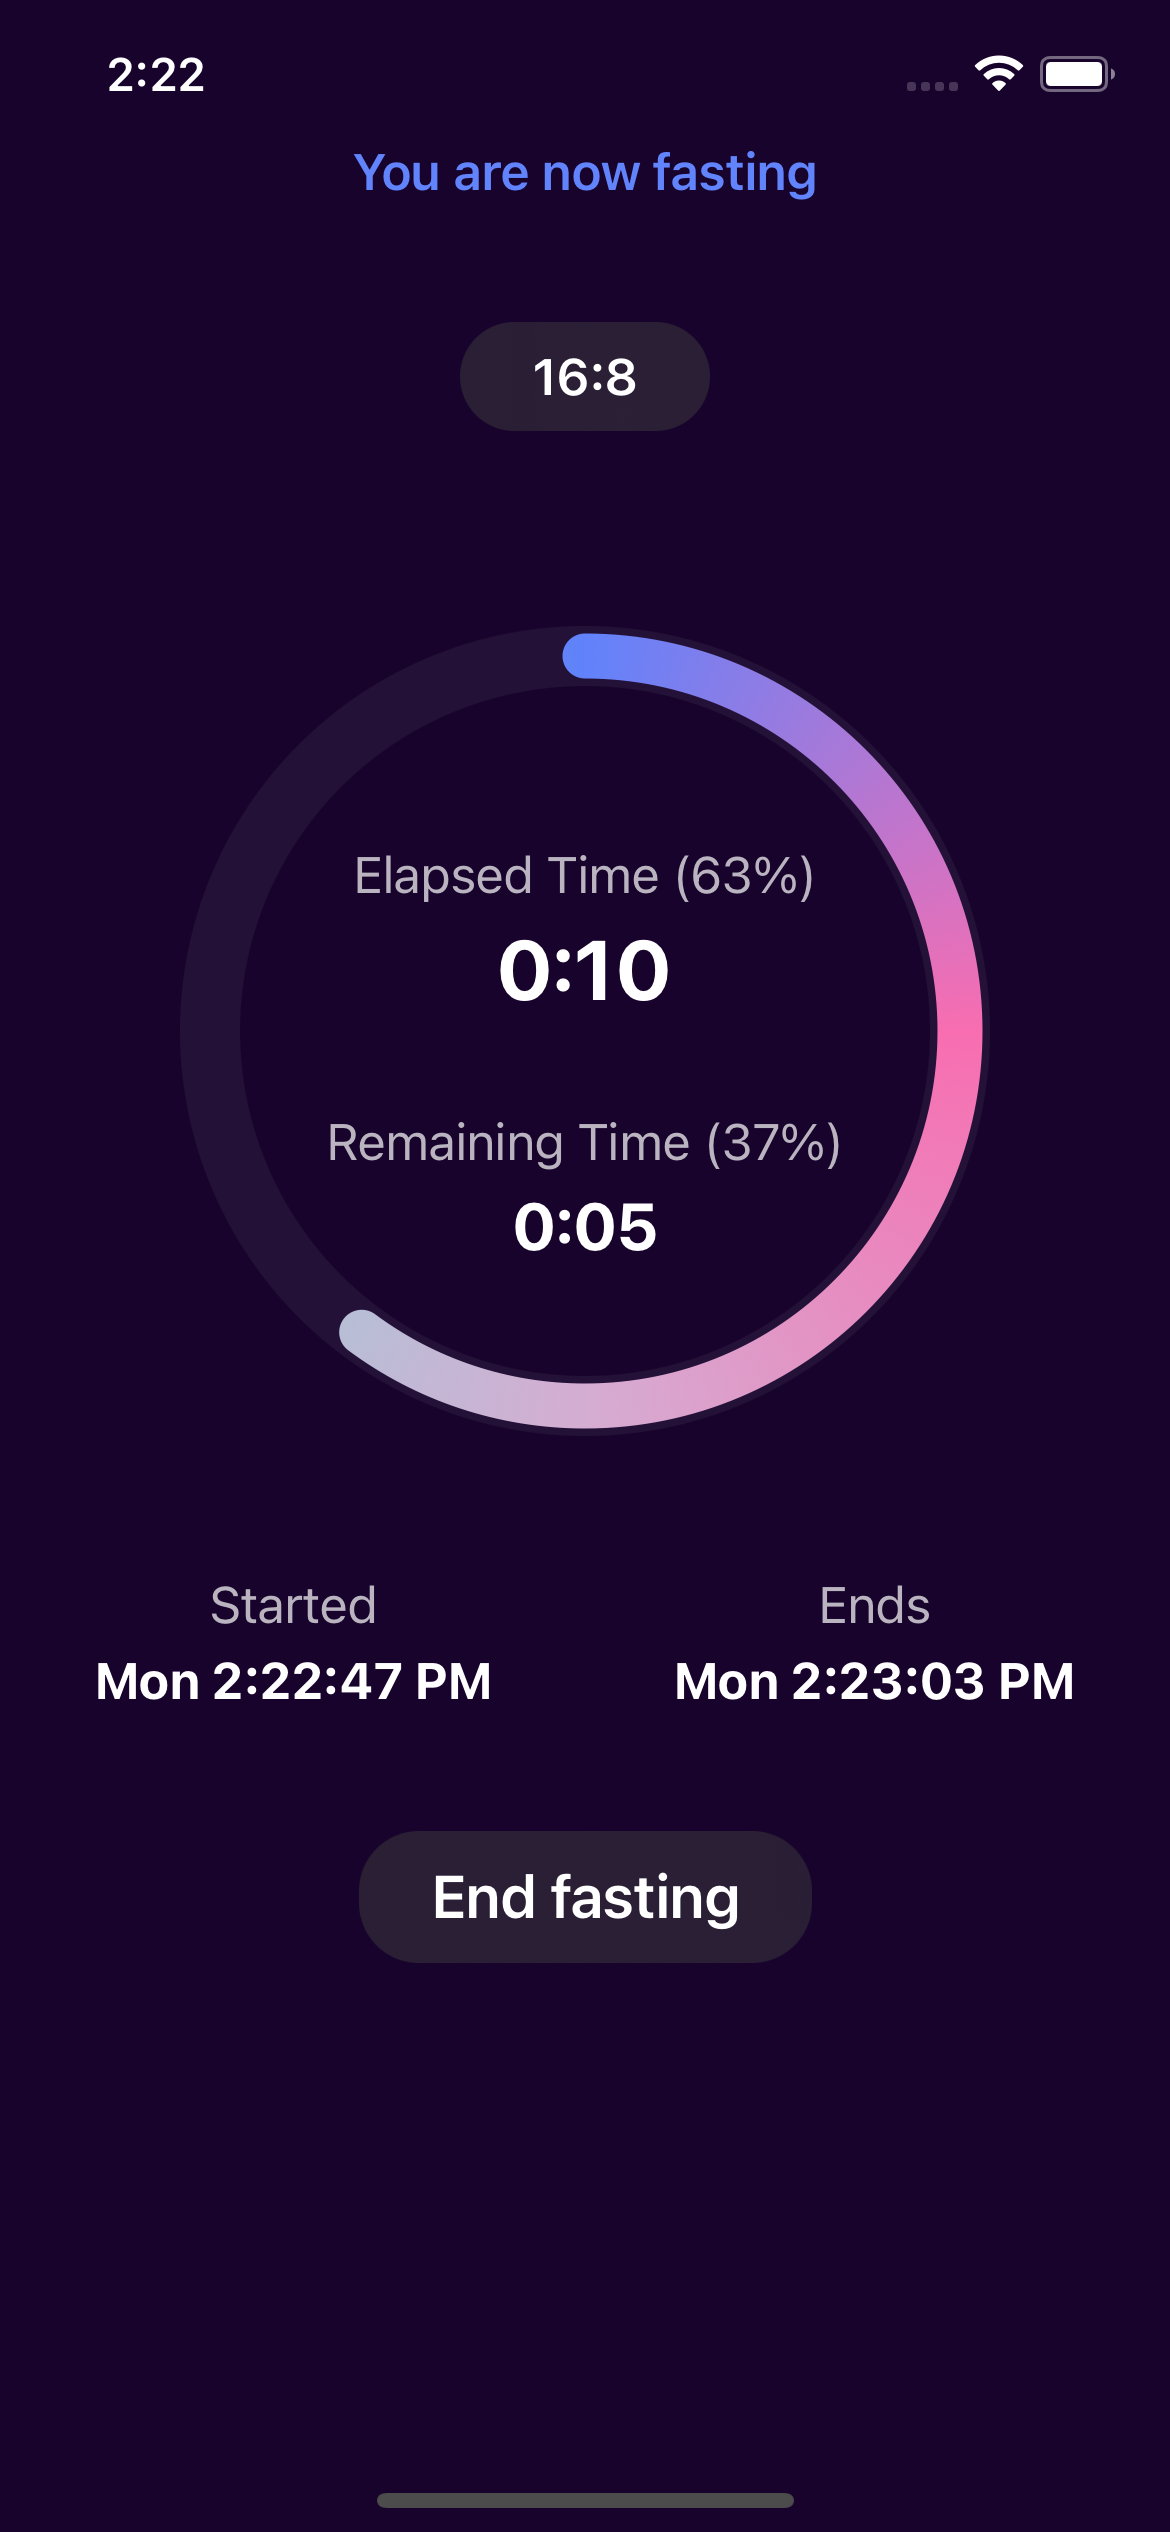 2:22
You are now fasting
16:8
Elapsed Time (63%)
0:10
Remaining Time (37%)
0:05
Started
Ends
Mon 2:22:47 PM
Mon 2:23:03 PM
End fasting